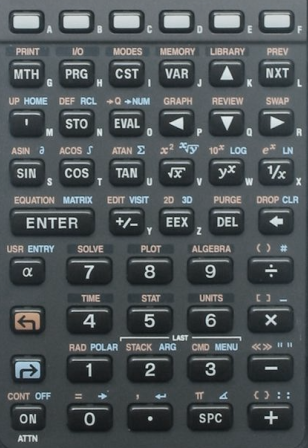 A B C D E F
PRINT I/O MODES MEMORY LIBRARY PREV
MTH G PRG H CST I VAR J ▲ K NXT L
UP HOME DEF RCL →Q →NUM GRAPH REVIEW SWAP
' M STO N EVAL O ◀ P ▼ Q ▶ R
ASIN ∂ ACOS ∫ ATAN Σ x² ˣ√y 10ˣ LOG eˣ LN
SIN S COS T TAN U √x V yˣ W 1/x X
EQUATION MATRIX EDIT VISIT 2D 3D PURGE DROP CLR
ENTER +/- Y EEX Z DEL ←
USR ENTRY SOLVE PLOT ALGEBRA ( ) #
α 7 8 9 ÷
TIME STAT UNITS [ ] _
4 5 6 ×
LAST
RAD POLAR STACK ARG CMD MENU « » " "
1 2 3 −
CONT OFF = → , ↵ π ∡ { } : :
ON 0 . SPC +
ATTN